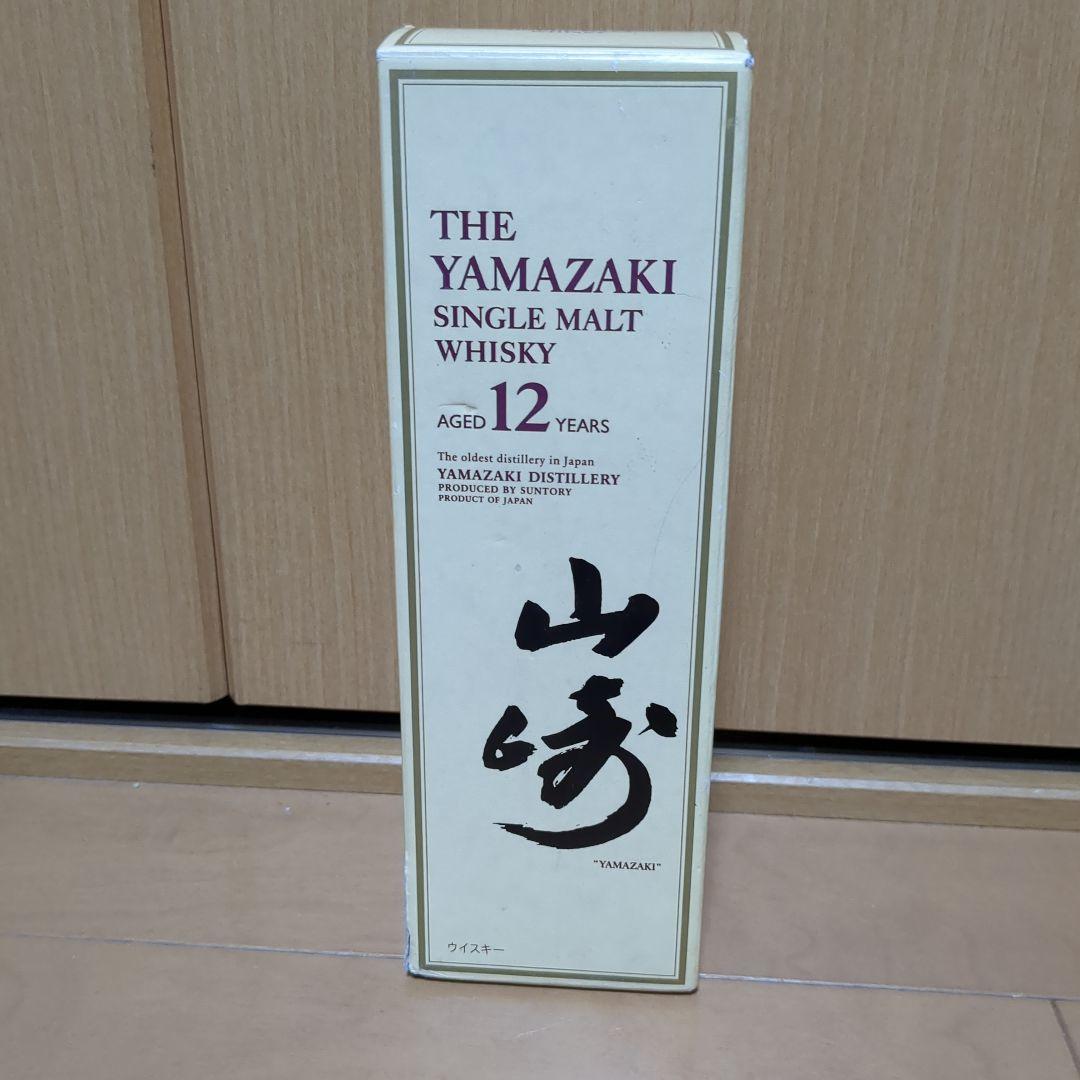 THE
YAMAZAKI
SINGLE MALT
WHISKY
AGED 12 YEARS
The oldest distillery in Japan
YAMAZAKI DISTILLERY
PRODUCED BY SUNTORY
PRODUCT OF JAPAN
山
崎
"YAMAZAKI"
ウイスキー